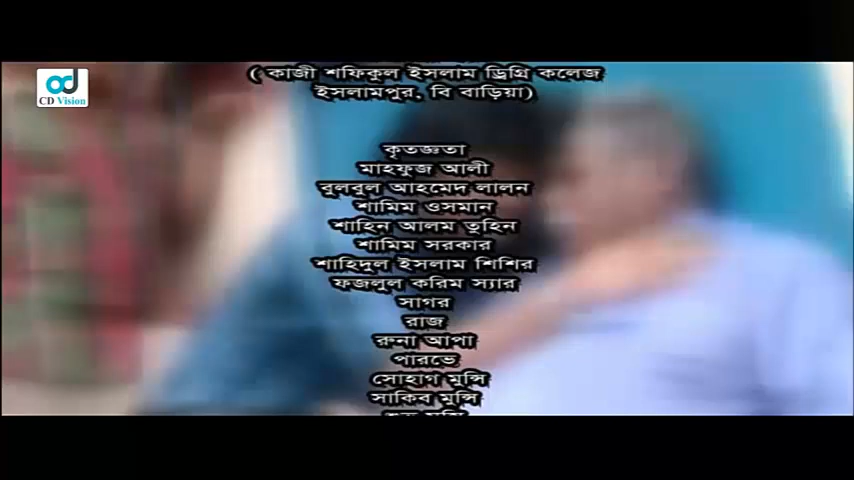 CD Vision
( কাজী শফিকুল ইসলাম ড্রিগ্রি কলেজ
ইসলামপুর, বি বাড়িয়া)
কৃতজ্ঞতা
মাহফুজ আলী
বুলবুল আহমেদ লালন
শামিম ওসমান
শাহিন আলম তুহিন
শামিম সরকার
শাহিদুল ইসলাম শিশির
ফজলুল করিম স্যার
সাগর
রাজ
রুনা আপা
পারভে
সোহাগ মুন্সি
সাকিব মুন্সি